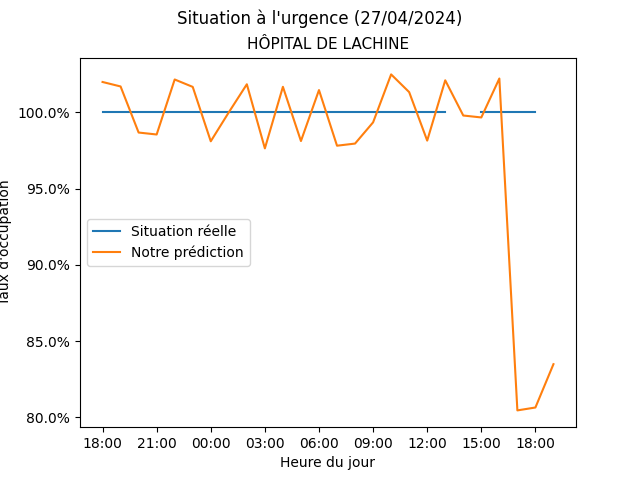 Situation à l'urgence (27/04/2024)
HÔPITAL DE LACHINE
100.0%
95.0%
90.0%
85.0%
80.0%
Taux d'occupation
Situation réelle
Notre prédiction
18:00 21:00 00:00 03:00 06:00 09:00 12:00 15:00 18:00
Heure du jour